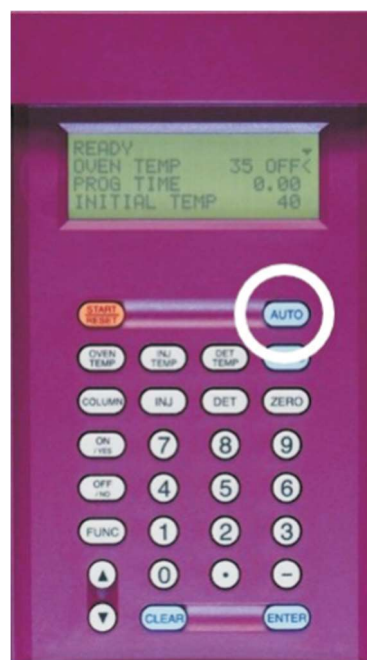 READY
OVEN TEMP 35 OFF<
PROG TIME 0.00
INITIAL TEMP 40
START
RESET
AUTO
OVEN
TEMP
INJ
TEMP
DET
TEMP
COLUMN INJ DET ZERO
ON
/YES
7 8 9
OFF
/NO
4 5 6
FUNC 1 2 3
▲ 0 • −
▼ CLEAR ENTER